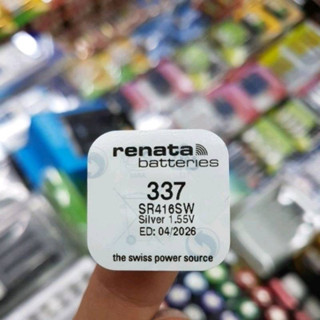 renata
batteries
337
SR416SW
Silver 1.55V
ED: 04/2026
the swiss power source